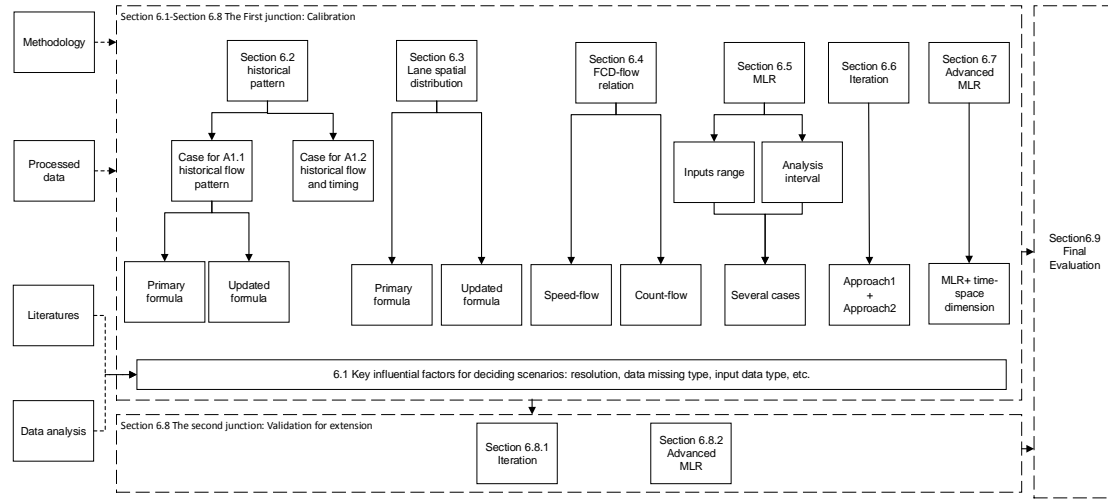 Section 6.1-Section 6.8 The First junction: Calibration
Methodology
Processed
data
Literatures
Data analysis
Section 6.2
historical
pattern
Section 6.3
Lane spatial
distribution
Section 6.4
FCD-flow
relation
Section 6.5
MLR
Section 6.6
Iteration
Section 6.7
Advanced
MLR
Case for A1.1
historical flow
pattern
Case for A1.2
historical flow
and timing
Inputs range
Analysis
interval
Primary
formula
Updated
formula
Primary
formula
Updated
formula
Speed-flow
Count-flow
Several cases
Approach1
+
Approach2
MLR+ time-
space
dimension
6.1 Key influential factors for deciding scenarios: resolution, data missing type, input data type, etc.
Section 6.8 The second junction: Validation for extension
Section 6.8.1
Iteration
Section 6.8.2
Advanced
MLR
Section6.9
Final
Evaluation